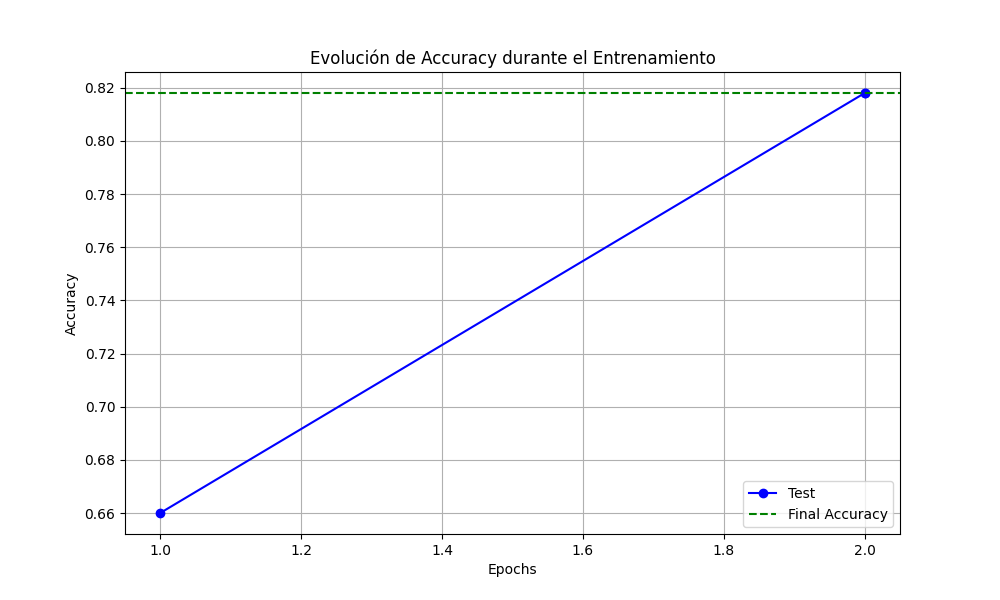 Evolución de Accuracy durante el Entrenamiento
0.82
0.80
0.78
0.76
0.74
0.72
0.70
0.68
0.66
Accuracy
Test
Final Accuracy
1.0 1.2 1.4 1.6 1.8 2.0
Epochs